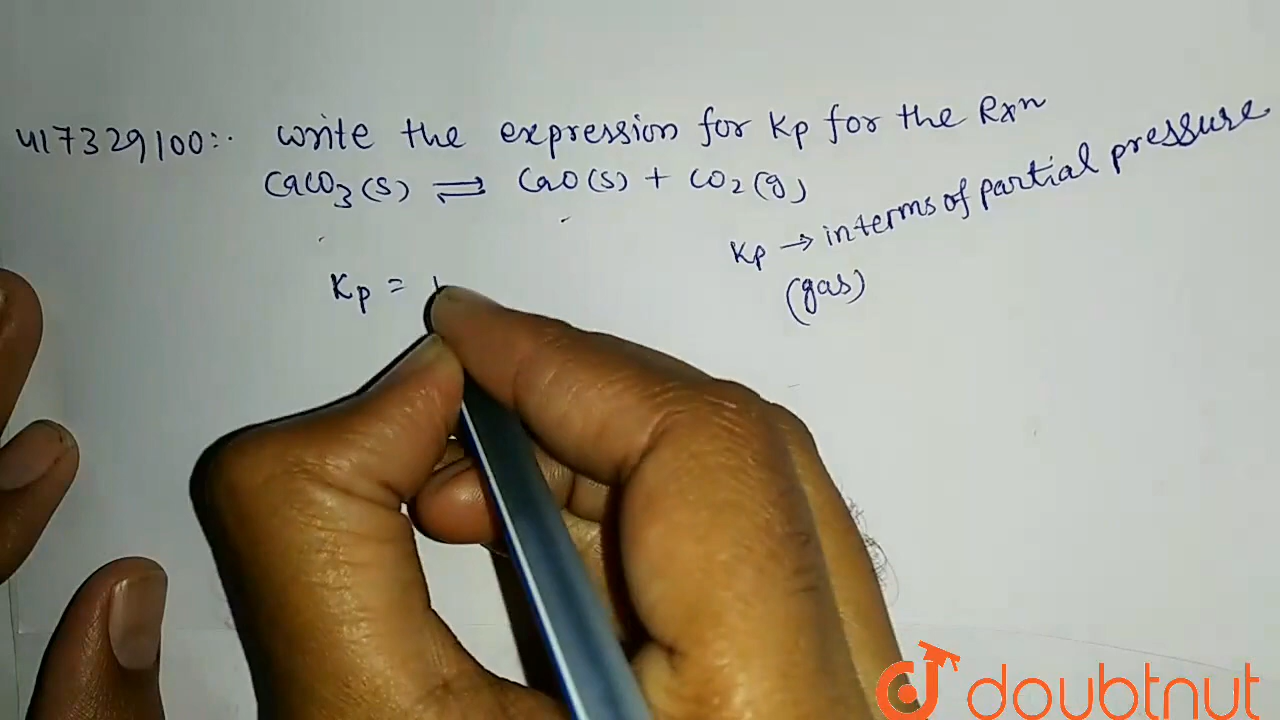 417329100:- Write the expression for Kp for the Rxn
CaCO3(s) ⇌ CaO(s) + CO2(g)
Kp → interms of partial pressure
(gas)
Kp =
doubtnut